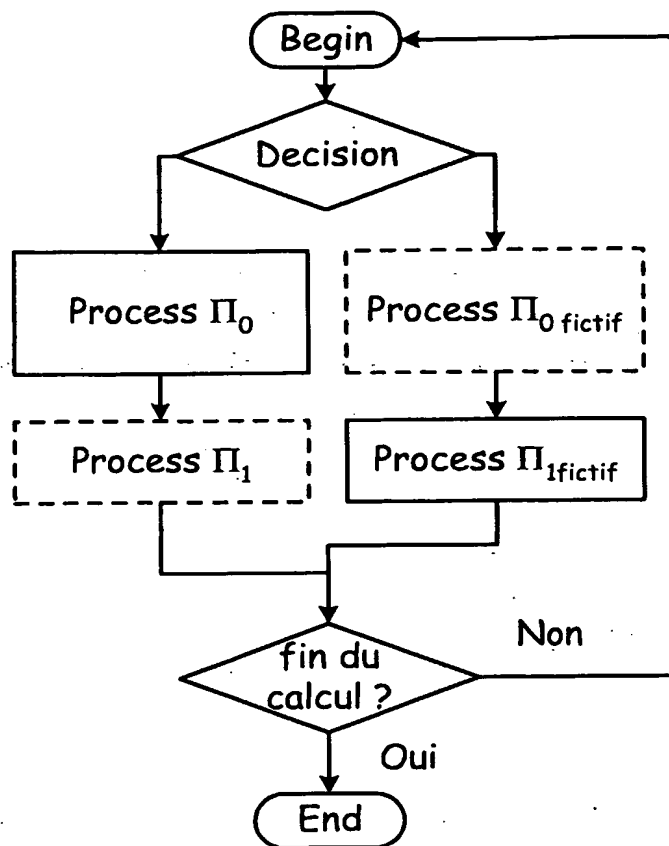 Begin
Decision
Process Π₀
Process Π₀ fictif
Process Π₁
Process Π₁fictif
fin du
calcul ?
Non
Oui
End